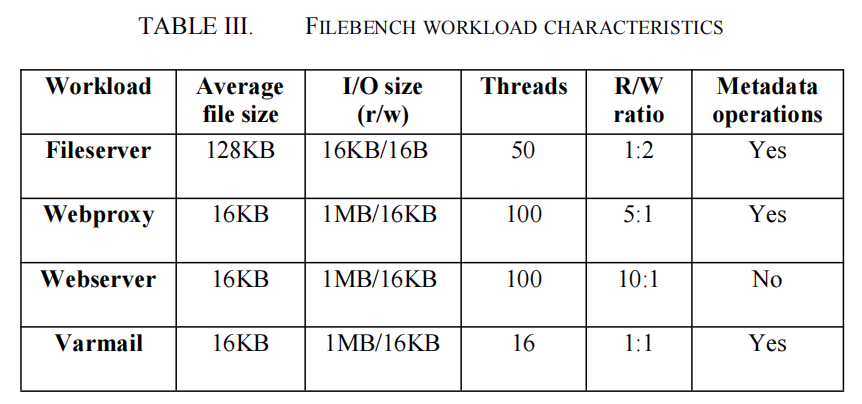 TABLE III. FILEBENCH WORKLOAD CHARACTERISTICS
Workload Average file size I/O size (r/w) Threads R/W ratio Metadata operations
Fileserver 128KB 16KB/16B 50 1:2 Yes
Webproxy 16KB 1MB/16KB 100 5:1 Yes
Webserver 16KB 1MB/16KB 100 10:1 No
Varmail 16KB 1MB/16KB 16 1:1 Yes